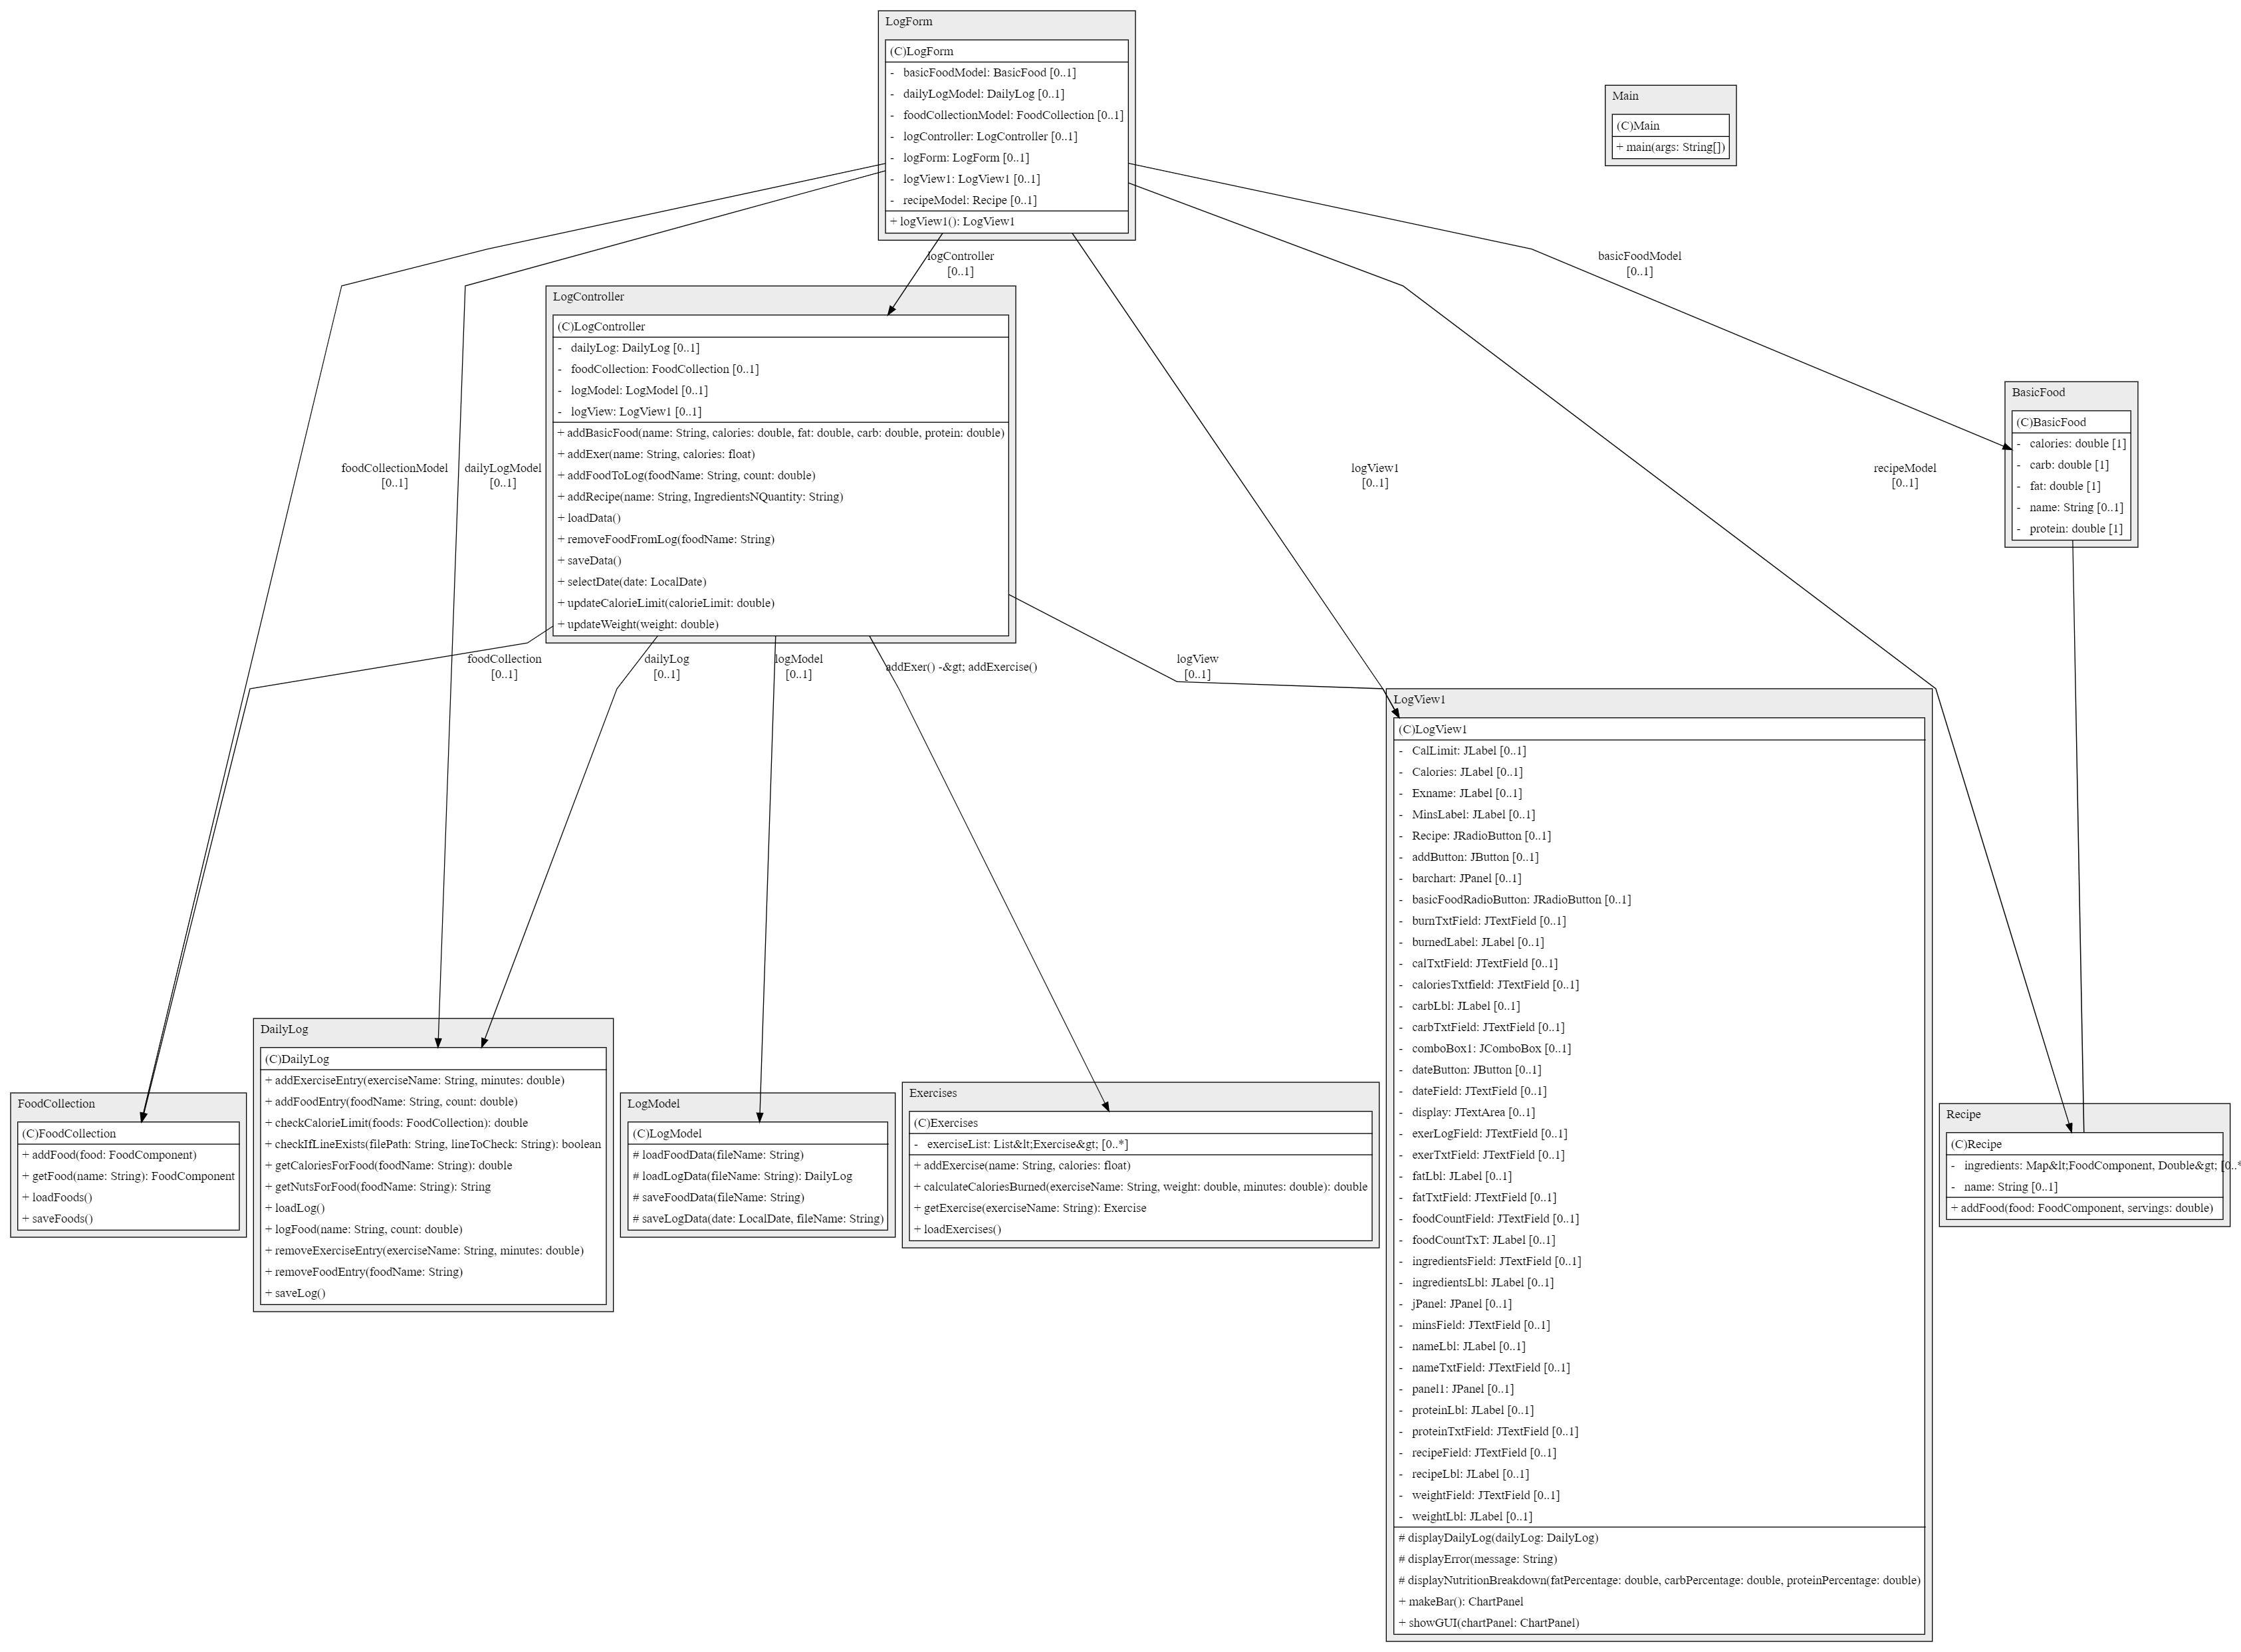 LogForm
(C)LogForm
- basicFoodModel: BasicFood [0..1]
- dailyLogModel: DailyLog [0..1]
- foodCollectionModel: FoodCollection [0..1]
- logController: LogController [0..1]
- logForm: LogForm [0..1]
- logView1: LogView1 [0..1]
- recipeModel: Recipe [0..1]
+ logView1(): LogView1
Main
(C)Main
+ main(args: String[])
logController
[0..1]
basicFoodModel
[0..1]
LogController
(C)LogController
- dailyLog: DailyLog [0..1]
- foodCollection: FoodCollection [0..1]
- logModel: LogModel [0..1]
- logView: LogView1 [0..1]
+ addBasicFood(name: String, calories: double, fat: double, carb: double, protein: double)
+ addExer(name: String, calories: float)
+ addFoodToLog(foodName: String, count: double)
+ addRecipe(name: String, IngredientsNQuantity: String)
+ loadData()
+ removeFoodFromLog(foodName: String)
+ saveData()
+ selectDate(date: LocalDate)
+ updateCalorieLimit(calorieLimit: double)
+ updateWeight(weight: double)
BasicFood
(C)BasicFood
- calories: double [1]
- carb: double [1]
- fat: double [1]
- name: String [0..1]
- protein: double [1]
foodCollectionModel
[0..1]
dailyLogModel
[0..1]
logView1
[0..1]
recipeModel
[0..1]
foodCollection
[0..1]
dailyLog
[0..1]
logModel
[0..1]
addExer() -&gt; addExercise()
logView
[0..1]
FoodCollection
(C)FoodCollection
+ addFood(food: FoodComponent)
+ getFood(name: String): FoodComponent
+ loadFoods()
+ saveFoods()
DailyLog
(C)DailyLog
+ addExerciseEntry(exerciseName: String, minutes: double)
+ addFoodEntry(foodName: String, count: double)
+ checkCalorieLimit(foods: FoodCollection): double
+ checkIfLineExists(filePath: String, lineToCheck: String): boolean
+ getCaloriesForFood(foodName: String): double
+ getNutsForFood(foodName: String): String
+ loadLog()
+ logFood(name: String, count: double)
+ removeExerciseEntry(exerciseName: String, minutes: double)
+ removeFoodEntry(foodName: String)
+ saveLog()
LogModel
(C)LogModel
# loadFoodData(fileName: String)
# loadLogData(fileName: String): DailyLog
# saveFoodData(fileName: String)
# saveLogData(date: LocalDate, fileName: String)
Exercises
(C)Exercises
- exerciseList: List&lt;Exercise&gt; [0..*]
+ addExercise(name: String, calories: float)
+ calculateCaloriesBurned(exerciseName: String, weight: double, minutes: double): double
+ getExercise(exerciseName: String): Exercise
+ loadExercises()
LogView1
(C)LogView1
- CalLimit: JLabel [0..1]
- Calories: JLabel [0..1]
- Exname: JLabel [0..1]
- MinsLabel: JLabel [0..1]
- Recipe: JRadioButton [0..1]
- addButton: JButton [0..1]
- barchart: JPanel [0..1]
- basicFoodRadioButton: JRadioButton [0..1]
- burnTxtField: JTextField [0..1]
- burnedLabel: JLabel [0..1]
- calTxtField: JTextField [0..1]
- caloriesTxtfield: JTextField [0..1]
- carbLbl: JLabel [0..1]
- carbTxtField: JTextField [0..1]
- comboBox1: JComboBox [0..1]
- dateButton: JButton [0..1]
- dateField: JTextField [0..1]
- display: JTextArea [0..1]
- exerLogField: JTextField [0..1]
- exerTxtField: JTextField [0..1]
- fatLbl: JLabel [0..1]
- fatTxtField: JTextField [0..1]
- foodCountField: JTextField [0..1]
- foodCountTxT: JLabel [0..1]
- ingredientsField: JTextField [0..1]
- ingredientsLbl: JLabel [0..1]
- jPanel: JPanel [0..1]
- minsField: JTextField [0..1]
- nameLbl: JLabel [0..1]
- nameTxtField: JTextField [0..1]
- panel1: JPanel [0..1]
- proteinLbl: JLabel [0..1]
- proteinTxtField: JTextField [0..1]
- recipeField: JTextField [0..1]
- recipeLbl: JLabel [0..1]
- weightField: JTextField [0..1]
- weightLbl: JLabel [0..1]
# displayDailyLog(dailyLog: DailyLog)
# displayError(message: String)
# displayNutritionBreakdown(fatPercentage: double, carbPercentage: double, proteinPercentage: double)
+ makeBar(): ChartPanel
+ showGUI(chartPanel: ChartPanel)
Recipe
(C)Recipe
- ingredients: Map&lt;FoodComponent, Double&gt; [0..*
- name: String [0..1]
+ addFood(food: FoodComponent, servings: double)